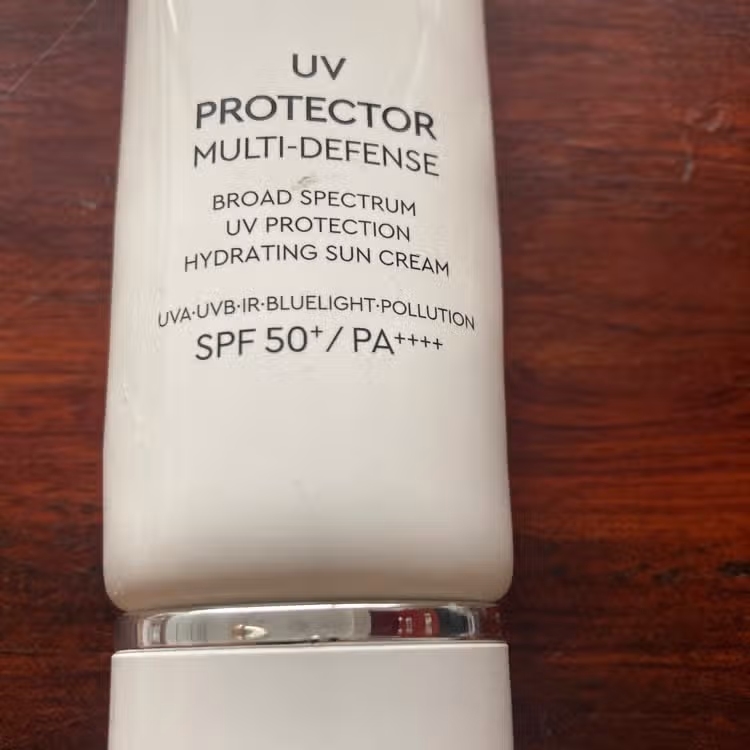 UV
PROTECTOR
MULTI-DEFENSE
BROAD SPECTRUM
UV PROTECTION
HYDRATING SUN CREAM
UVA·UVB·IR·BLUELIGHT·POLLUTION
SPF 50⁺/ PA⁺⁺⁺⁺